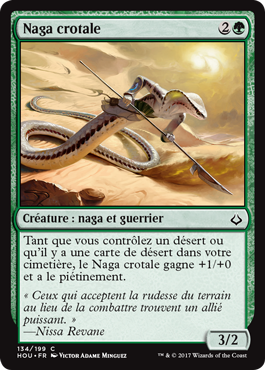 Naga crotale 2
Créature : naga et guerrier
Tant que vous contrôlez un désert ou
qu'il y a une carte de désert dans votre
cimetière, le Naga crotale gagne +1/+0
et a le piétinement.
« Ceux qui acceptent la rudesse du terrain
au lieu de la combattre trouvent un allié
puissant. »
—Nissa Revane
3/2
134/199 C
HOU • FR Victor Adame Minguez
™ & © 2017 Wizards of the Coast